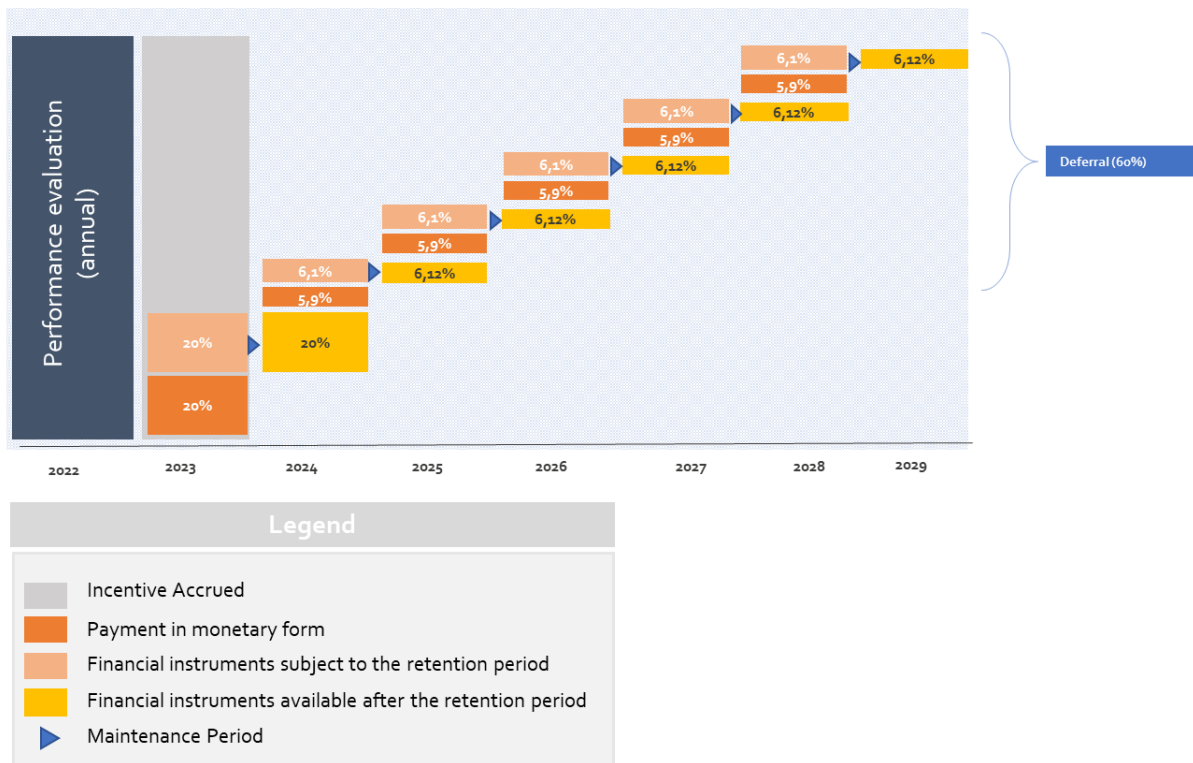 Performance evaluation
(annual)
6,1%
5,9%
6,12%
6,12%
6,1%
5,9%
6,12%
6,1%
5,9%
6,12%
6,1%
5,9%
6,12%
6,1%
5,9%
20%
20%
20%
Deferral (60%)
2022
2023
2024
2025
2026
2027
2028
2029
Legend
Incentive Accrued
Payment in monetary form
Financial instruments subject to the retention period
Financial instruments available after the retention period
Maintenance Period